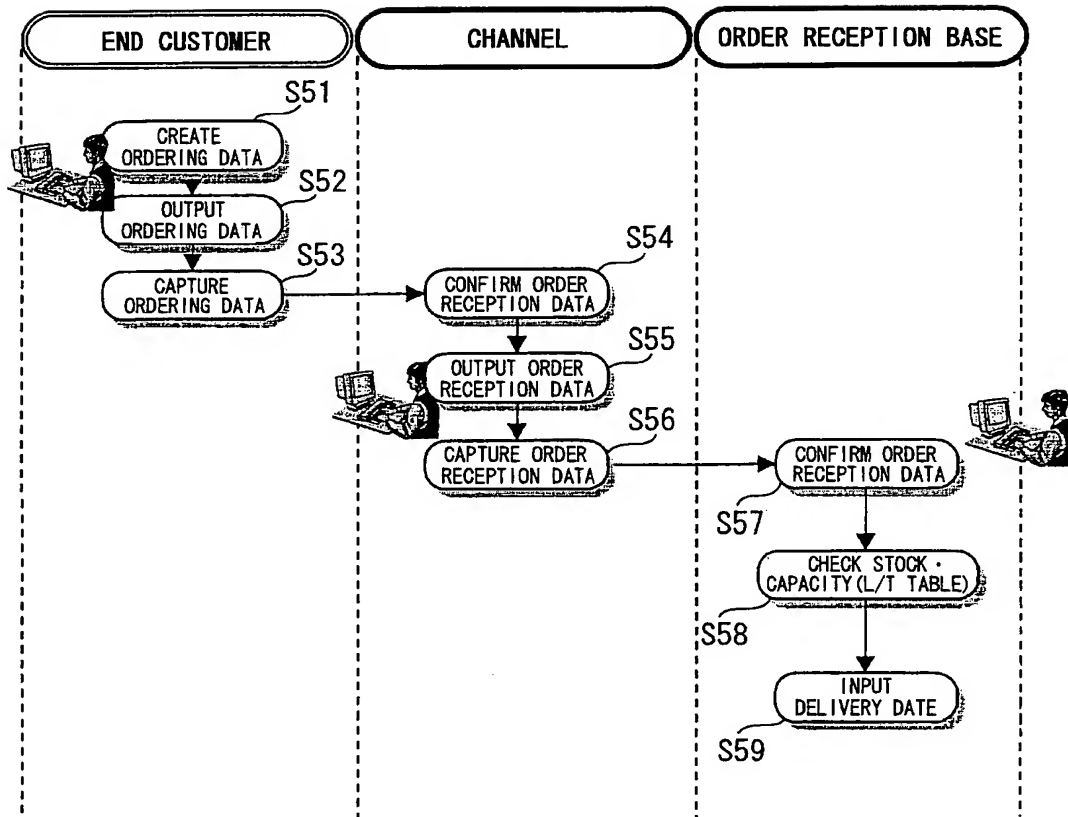 END CUSTOMER
CHANNEL
ORDER RECEPTION BASE
S51
CREATE
ORDERING DATA
S52
OUTPUT
ORDERING DATA
S53
CAPTURE
ORDERING DATA
S54
CONFIRM ORDER
RECEPTION DATA
S55
OUTPUT ORDER
RECEPTION DATA
S56
CAPTURE ORDER
RECEPTION DATA
CONFIRM ORDER
RECEPTION DATA
S57
CHECK STOCK・
CAPACITY(L/T TABLE)
S58
INPUT
DELIVERY DATE
S59